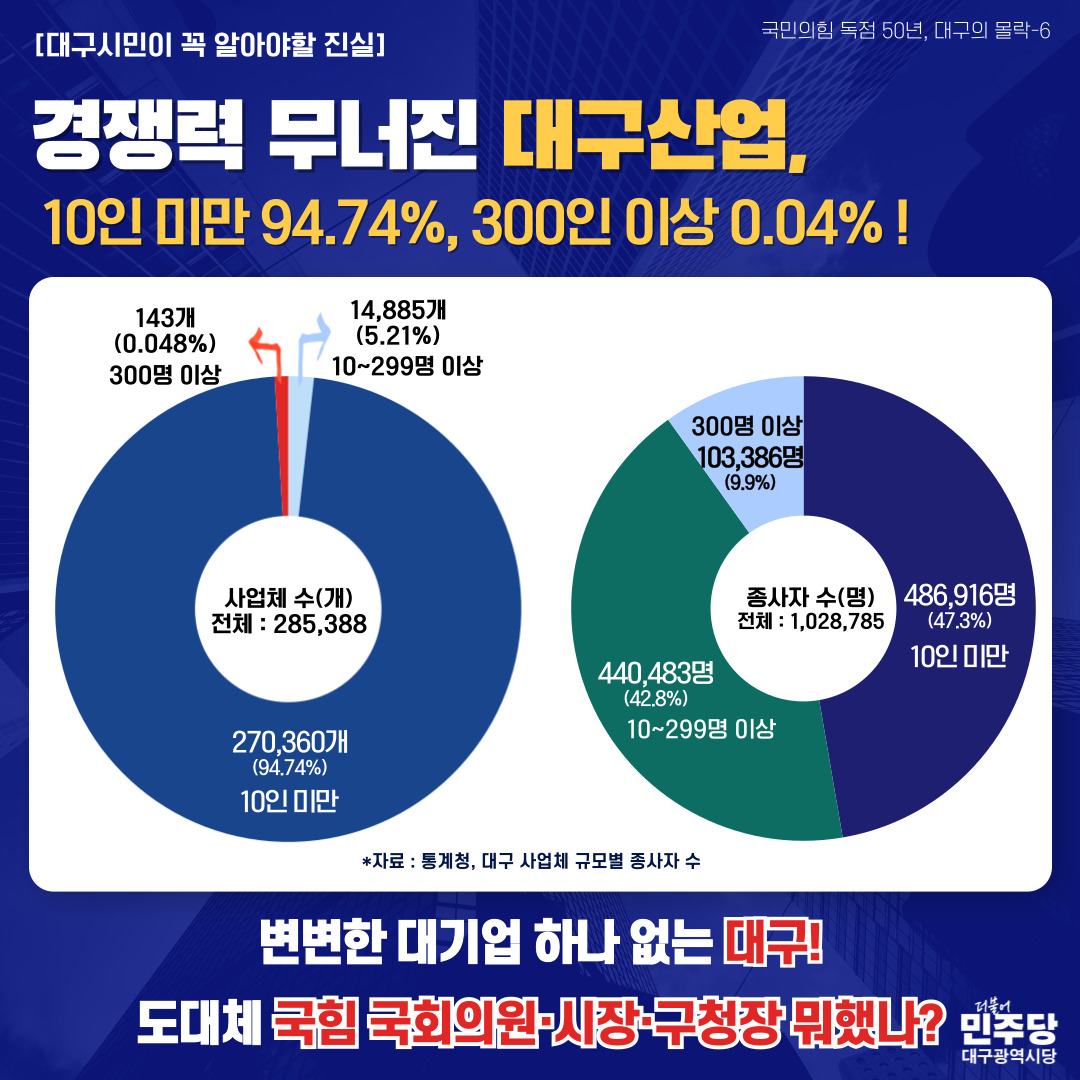 [대구시민이 꼭 알아야할 진실]
국민의힘 독점 50년, 대구의 몰락-6
경쟁력 무너진 대구산업,
10인 미만 94.74%, 300인 이상 0.04% !
143개
(0.048%)
300명 이상
14,885개
(5.21%)
10~299명 이상
사업체 수(개)
전체 : 285,388
270,360개
(94.74%)
10인 미만
300명 이상
103,386명
(9.9%)
종사자 수(명)
전체 : 1,028,785
486,916명
(47.3%)
10인 미만
440,483명
(42.8%)
10~299명 이상
*자료 : 통계청, 대구 사업체 규모별 종사자 수
변변한 대기업 하나 없는 대구!
도대체 국힘 국회의원·시장·구청장 뭐했나?
더불어
민주당
대구광역시당